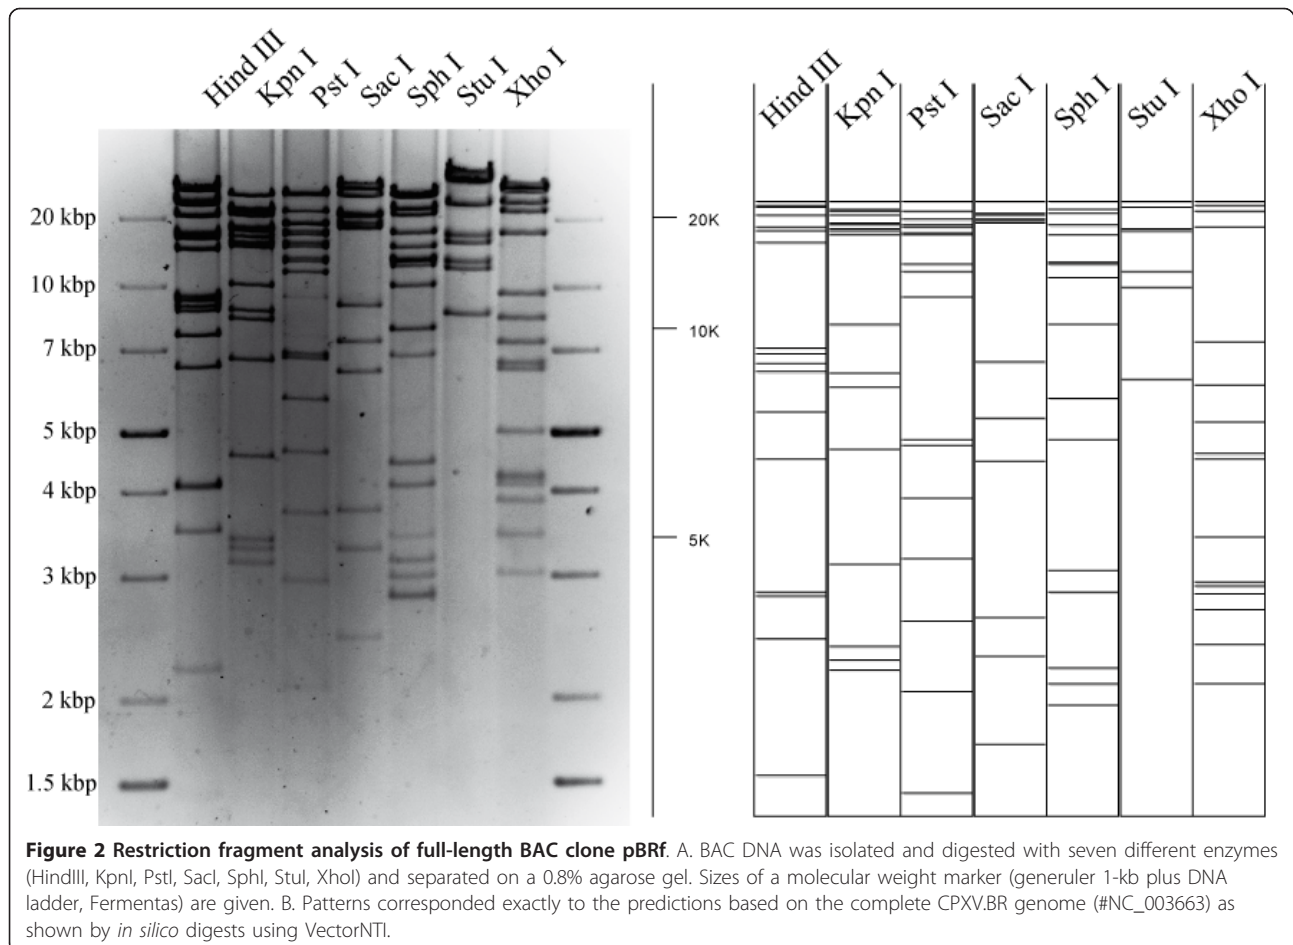 Hind III
Kpn I
Pst I
Sac I
Sph I
Stu I
Xho I
20 kbp
10 kbp
7 kbp
5 kbp
4 kbp
3 kbp
2 kbp
1.5 kbp
20K
10K
5K
Hind III
Kpn I
Pst I
Sac I
Sph I
Stu I
Xho I
Figure 2 Restriction fragment analysis of full-length BAC clone pBRf. A. BAC DNA was isolated and digested with seven different enzymes
(HindIII, KpnI, PstI, SacI, SphI, StuI, XhoI) and separated on a 0.8% agarose gel. Sizes of a molecular weight marker (generuler 1-kb plus DNA
ladder, Fermentas) are given. B. Patterns corresponded exactly to the predictions based on the complete CPXV.BR genome (#NC_003663) as
shown by in silico digests using VectorNTI.